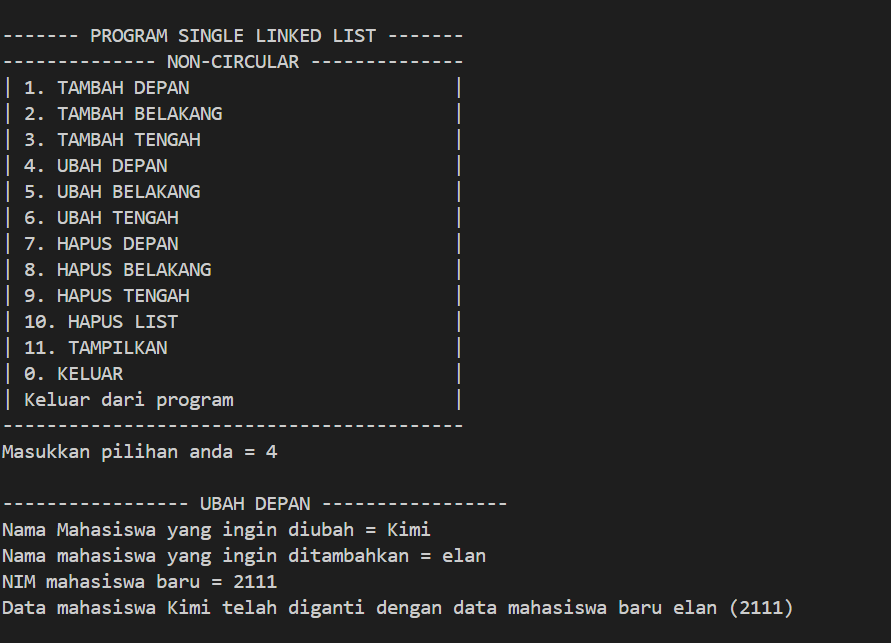 ------- PROGRAM SINGLE LINKED LIST -------
-------------- NON-CIRCULAR --------------
| 1. TAMBAH DEPAN                        |
| 2. TAMBAH BELAKANG                     |
| 3. TAMBAH TENGAH                       |
| 4. UBAH DEPAN                          |
| 5. UBAH BELAKANG                       |
| 6. UBAH TENGAH                         |
| 7. HAPUS DEPAN                         |
| 8. HAPUS BELAKANG                      |
| 9. HAPUS TENGAH                        |
| 10. HAPUS LIST                         |
| 11. TAMPILKAN                          |
| 0. KELUAR                              |
| Keluar dari program                    |
------------------------------------------
Masukkan pilihan anda = 4
----------------- UBAH DEPAN -----------------
Nama Mahasiswa yang ingin diubah = Kimi
Nama mahasiswa yang ingin ditambahkan = elan
NIM mahasiswa baru = 2111
Data mahasiswa Kimi telah diganti dengan data mahasiswa baru elan (2111)